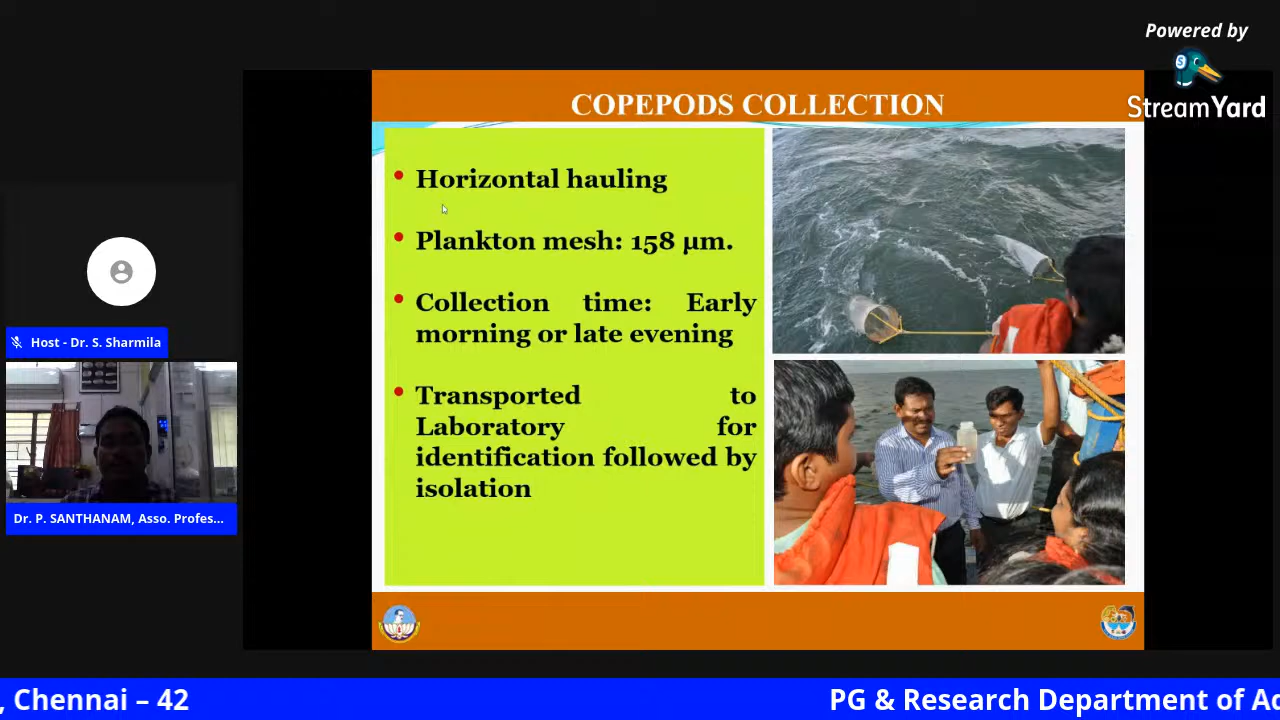 Powered by
StreamYard
COPEPODS COLLECTION
• Horizontal hauling
• Plankton mesh: 158 µm.
• Collection time: Early
morning or late evening
• Transported to
Laboratory for
identification followed by
isolation
Host - Dr. S. Sharmila
Dr. P. SANTHANAM, Asso. Profes...
, Chennai – 42
PG & Research Department of Ad